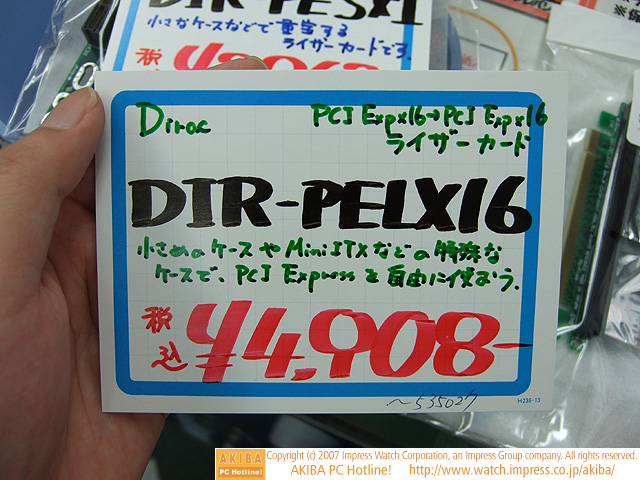 DIR-PESX1
小さなケースなどで重宝する
ライザーカードです.
税
Dirac
PCI Exp x16→PCI Exp x16
ライザーカード
DIR-PELX16
小さめのケースやMiniITXなどの特殊な
ケースで、PCI Expressを自由に使おう.
税込
¥4,908-
H236-13
AKIBA
PC Hotline!
Copyright (c) 2007 Impress Watch Corporation, an Impress Group company. All rights reserved.
AKIBA PC Hotline! http://www.watch.impress.co.jp/akiba/